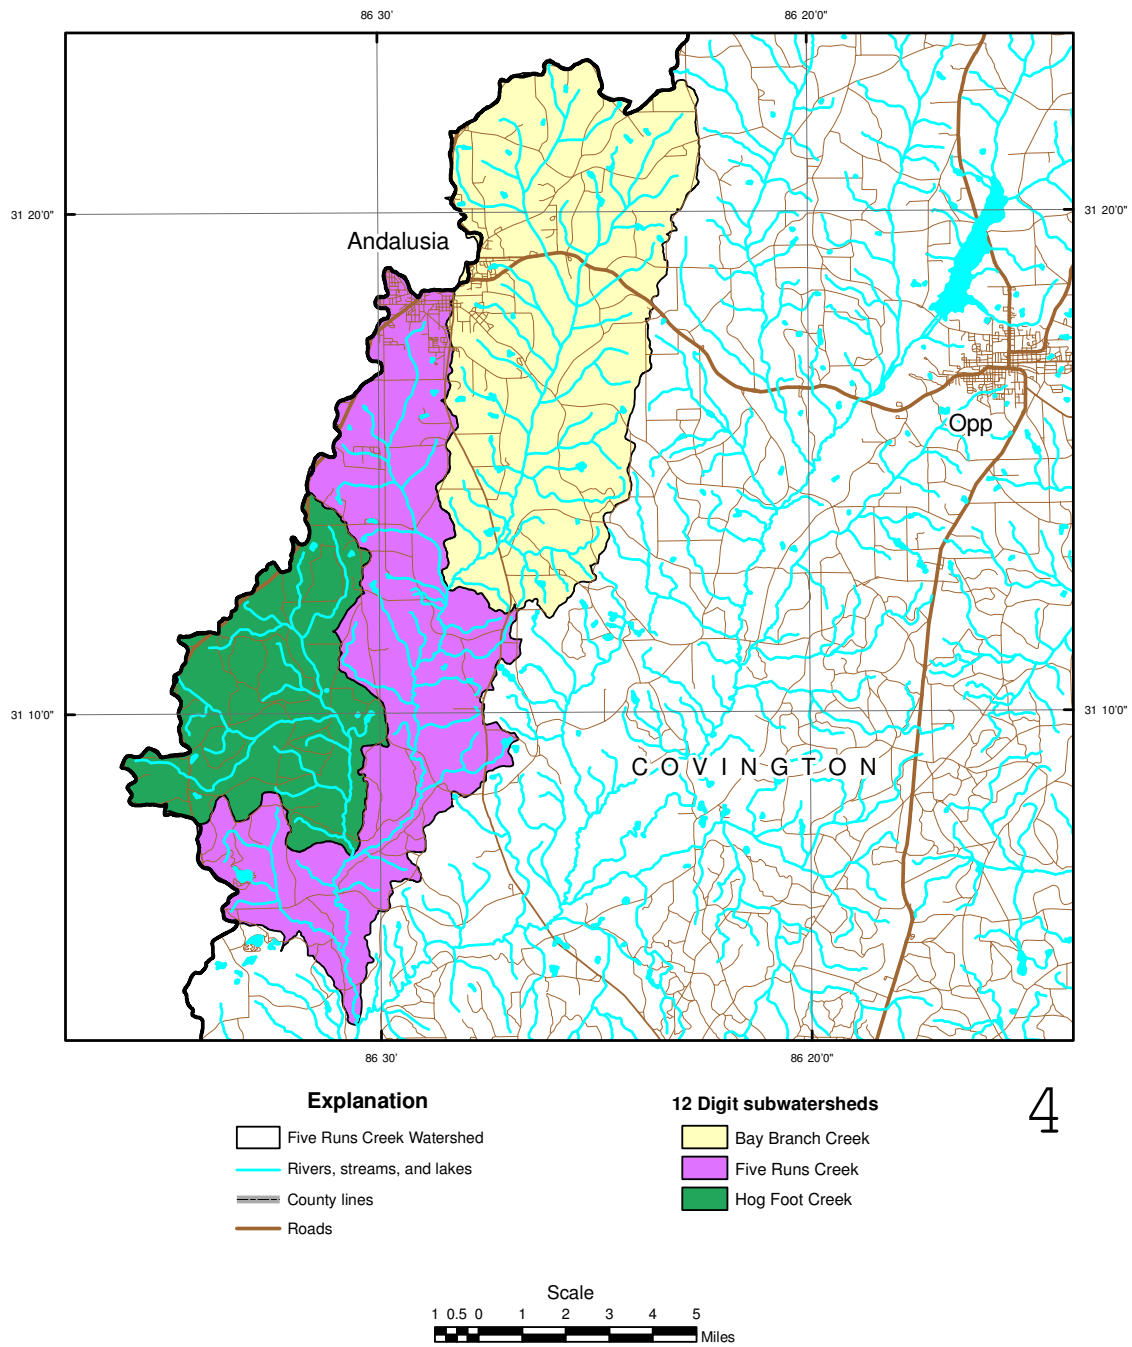 86 30' 86 20'0"
31 20'0" 31 20'0"
Andalusia
Opp
31 10'0" 31 10'0"
COVINGTON
86 30' 86 20'0"
Explanation
Five Runs Creek Watershed
Rivers, streams, and lakes
County lines
Roads
12 Digit subwatersheds
Bay Branch Creek
Five Runs Creek
Hog Foot Creek
4
Scale
1 0.5 0 1 2 3 4 5
Miles